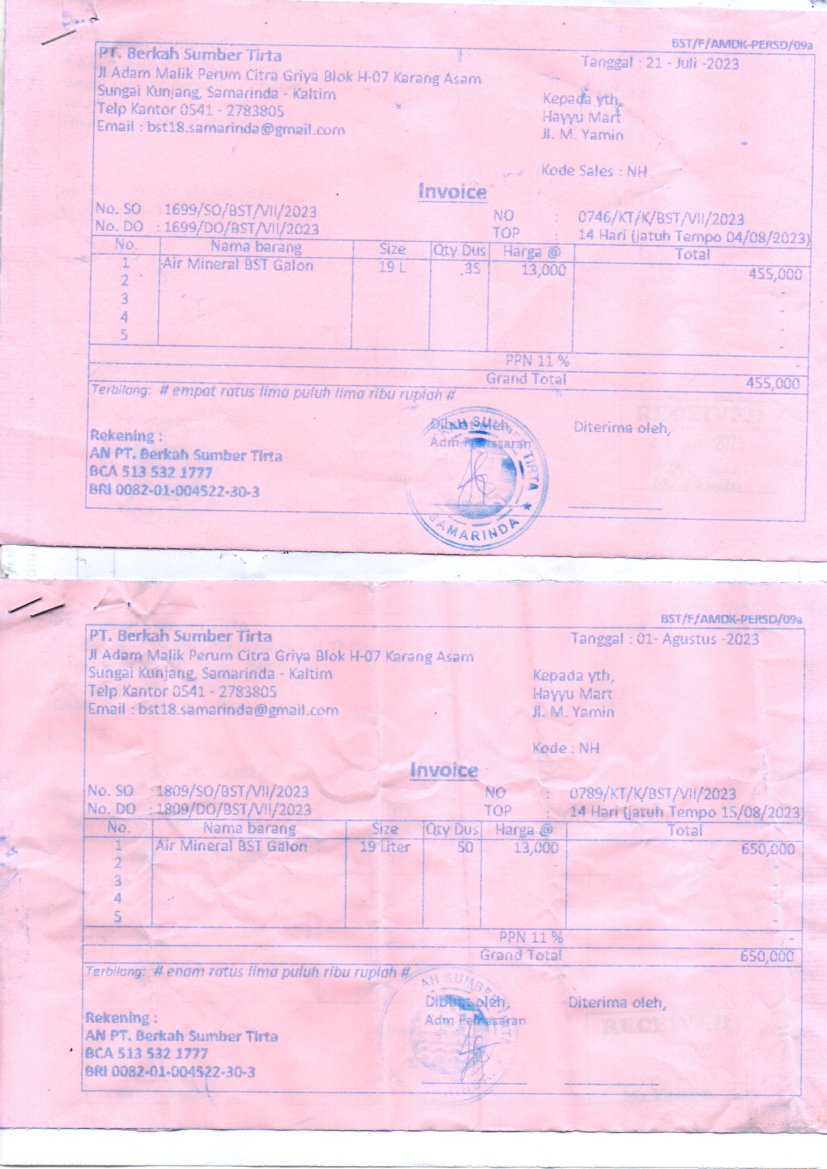 BST/F/AMDK-PERSD/09a
PT. Berkah Sumber Tirta
Tanggal : 21 - Juli -2023
Jl Adam Malik Perum Citra Griya Blok H-07 Karang Asam
Sungai Kunjang, Samarinda - Kaltim
Kepada yth,
Telp Kantor 0541 - 2783805
Hayyu Mart
Email : bst18.samarinda@gmail.com
Jl. M. Yamin
Kode Sales : NH
Invoice
No. SO : 1699/SO/BST/VII/2023
NO : 0746/KT/K/BST/VII/2023
No. DO : 1699/DO/BST/VII/2023
TOP : 14 Hari (jatuh Tempo 04/08/2023)
No. Nama barang Size Qty Dus Harga @ Total
1 Air Mineral BST Galon 19 L 35 13,000 455,000
2 -
3 -
4 -
5 -
PPN 11 % -
Grand Total 455,000
Terbilang: # empat ratus lima puluh lima ribu rupiah #
Dibuat oleh, Diterima oleh,
Rekening : Adm Pemasaran
AN PT. Berkah Sumber Tirta
BCA 513 532 1777
BRI 0082-01-004522-30-3
TIRTA
SAMARINDA
RECEIVED
BST/F/AMDK-PERSD/09a
PT. Berkah Sumber Tirta
Tanggal : 01- Agustus -2023
Jl Adam Malik Perum Citra Griya Blok H-07 Karang Asam
Sungai Kunjang, Samarinda - Kaltim
Kepada yth,
Telp Kantor 0541 - 2783805
Hayyu Mart
Email : bst18.samarinda@gmail.com
Jl. M. Yamin
Kode : NH
Invoice
No. SO : 1809/SO/BST/VII/2023
NO : 0789/KT/K/BST/VII/2023
No. DO : 1809/DO/BST/VII/2023
TOP : 14 Hari (jatuh Tempo 15/08/2023)
No. Nama barang Size Qty Dus Harga @ Total
1 Air Mineral BST Galon 19 Liter 50 13,000 650,000
2 -
3 -
4 -
5 -
PPN 11 % -
Grand Total 650,000
Terbilang: # enam ratus lima puluh ribu rupiah #
Dibuat oleh, Diterima oleh,
Rekening : Adm Pemasaran
AN PT. Berkah Sumber Tirta
BCA 513 532 1777
BRI 0082-01-004522-30-3
RECEIVED